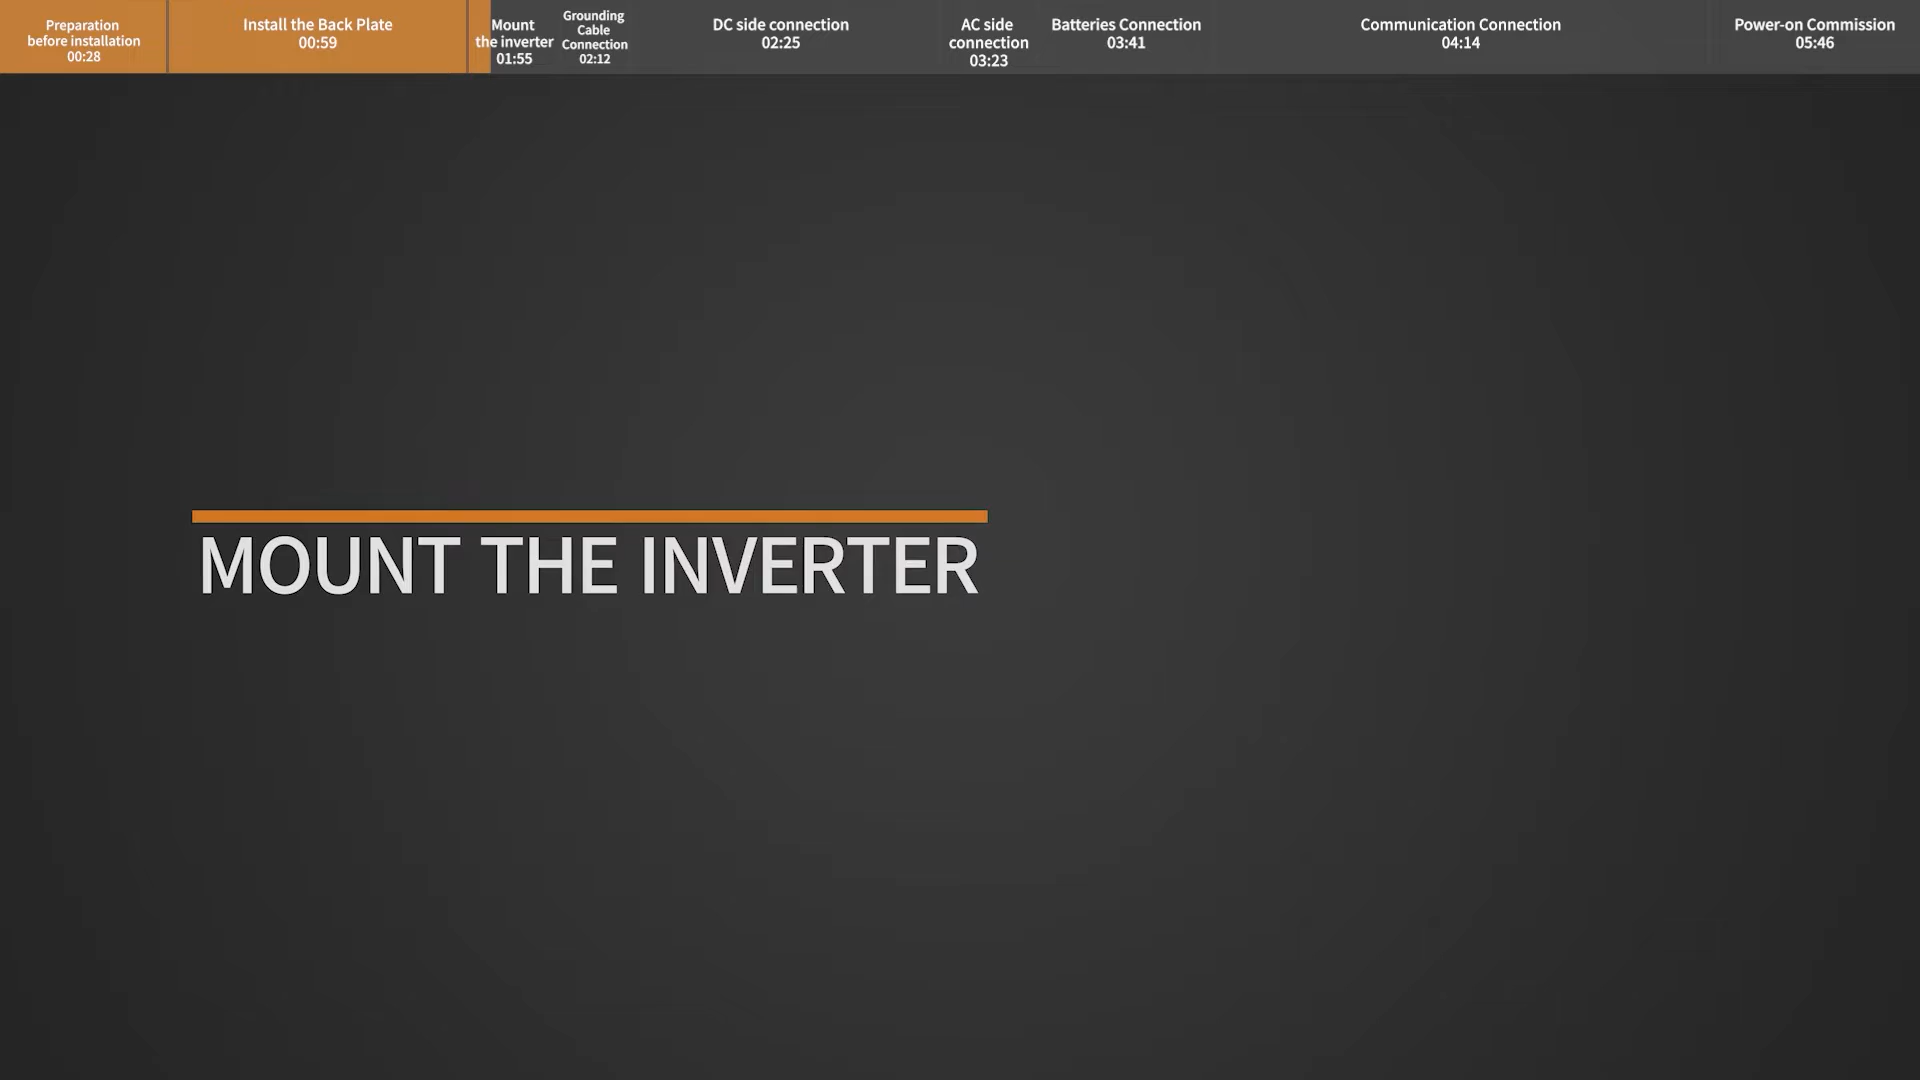 Preparation
before installation
00:28
Install the Back Plate
00:59
Mount
the inverter
01:55
Grounding
Cable
Connection
02:12
DC side connection
02:25
AC side
connection
03:23
Batteries Connection
03:41
Communication Connection
04:14
Power-on Commission
05:46
MOUNT THE INVERTER